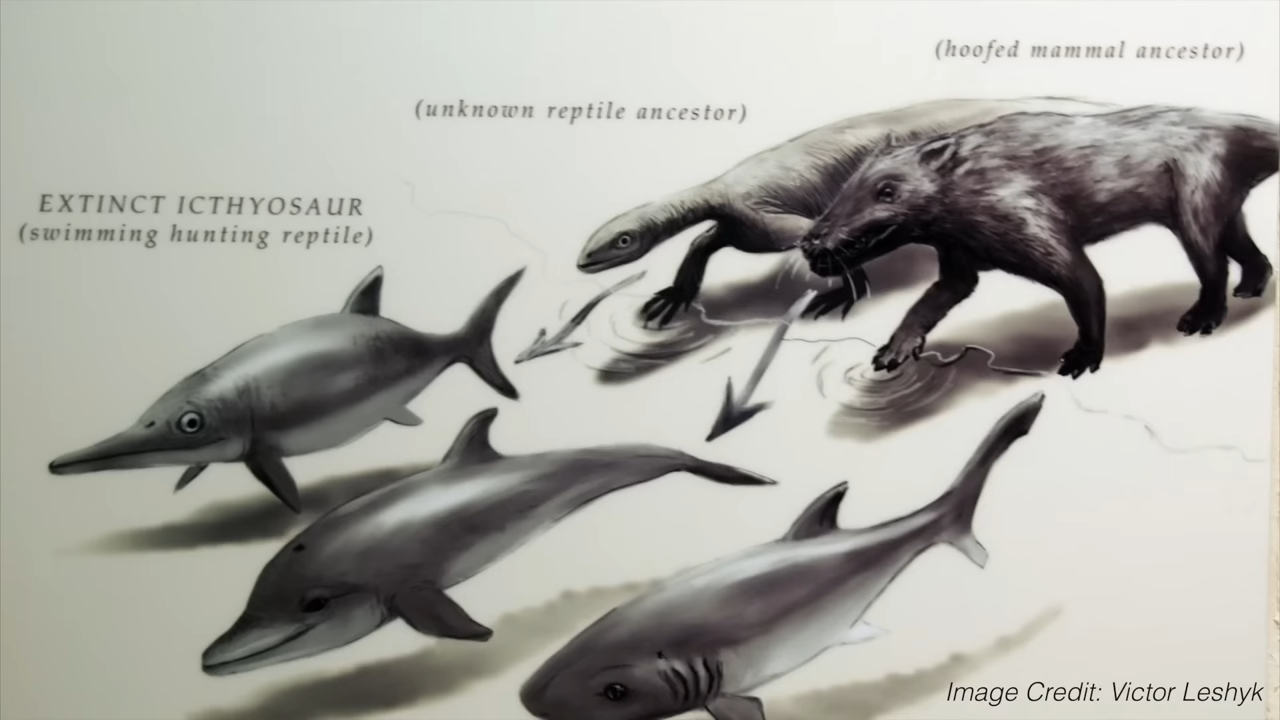 (hoofed mammal ancestor)
(unknown reptile ancestor)
EXTINCT ICTHYOSAUR
(swimming hunting reptile)
Image Credit: Victor Leshyk